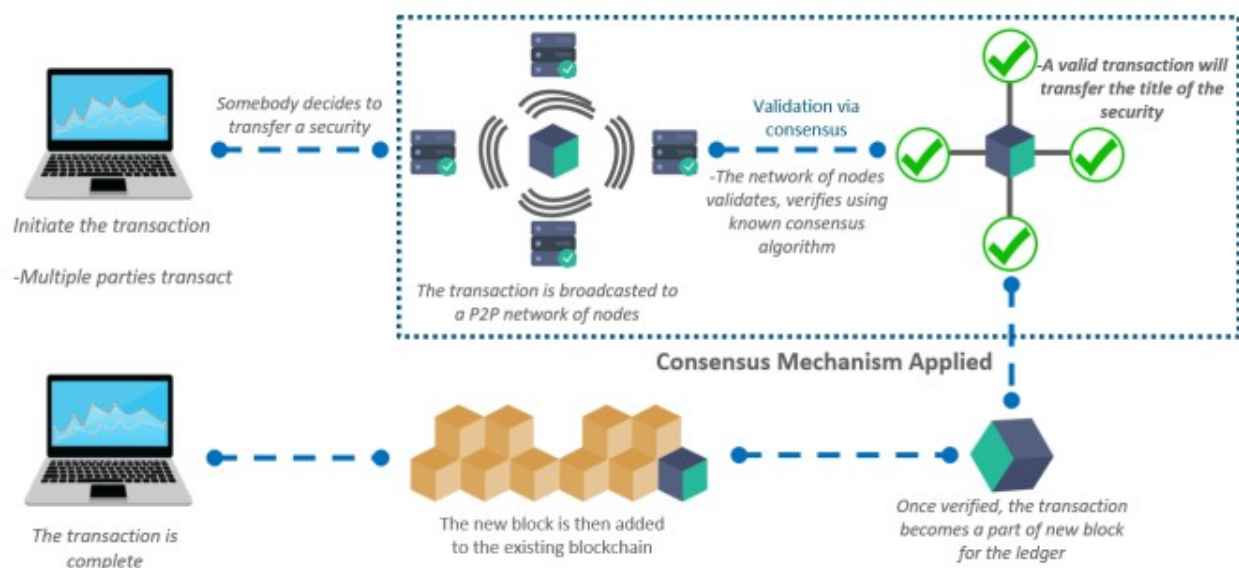 Somebody decides to
transfer a security
Initiate the transaction
-Multiple parties transact
The transaction is broadcasted to
a P2P network of nodes
Validation via
consensus
-The network of nodes
validates, verifies using
known consensus
algorithm
-A valid transaction will
transfer the title of the
security
Consensus Mechanism Applied
Once verified, the transaction
becomes a part of new block
for the ledger
The new block is then added
to the existing blockchain
The transaction is
complete